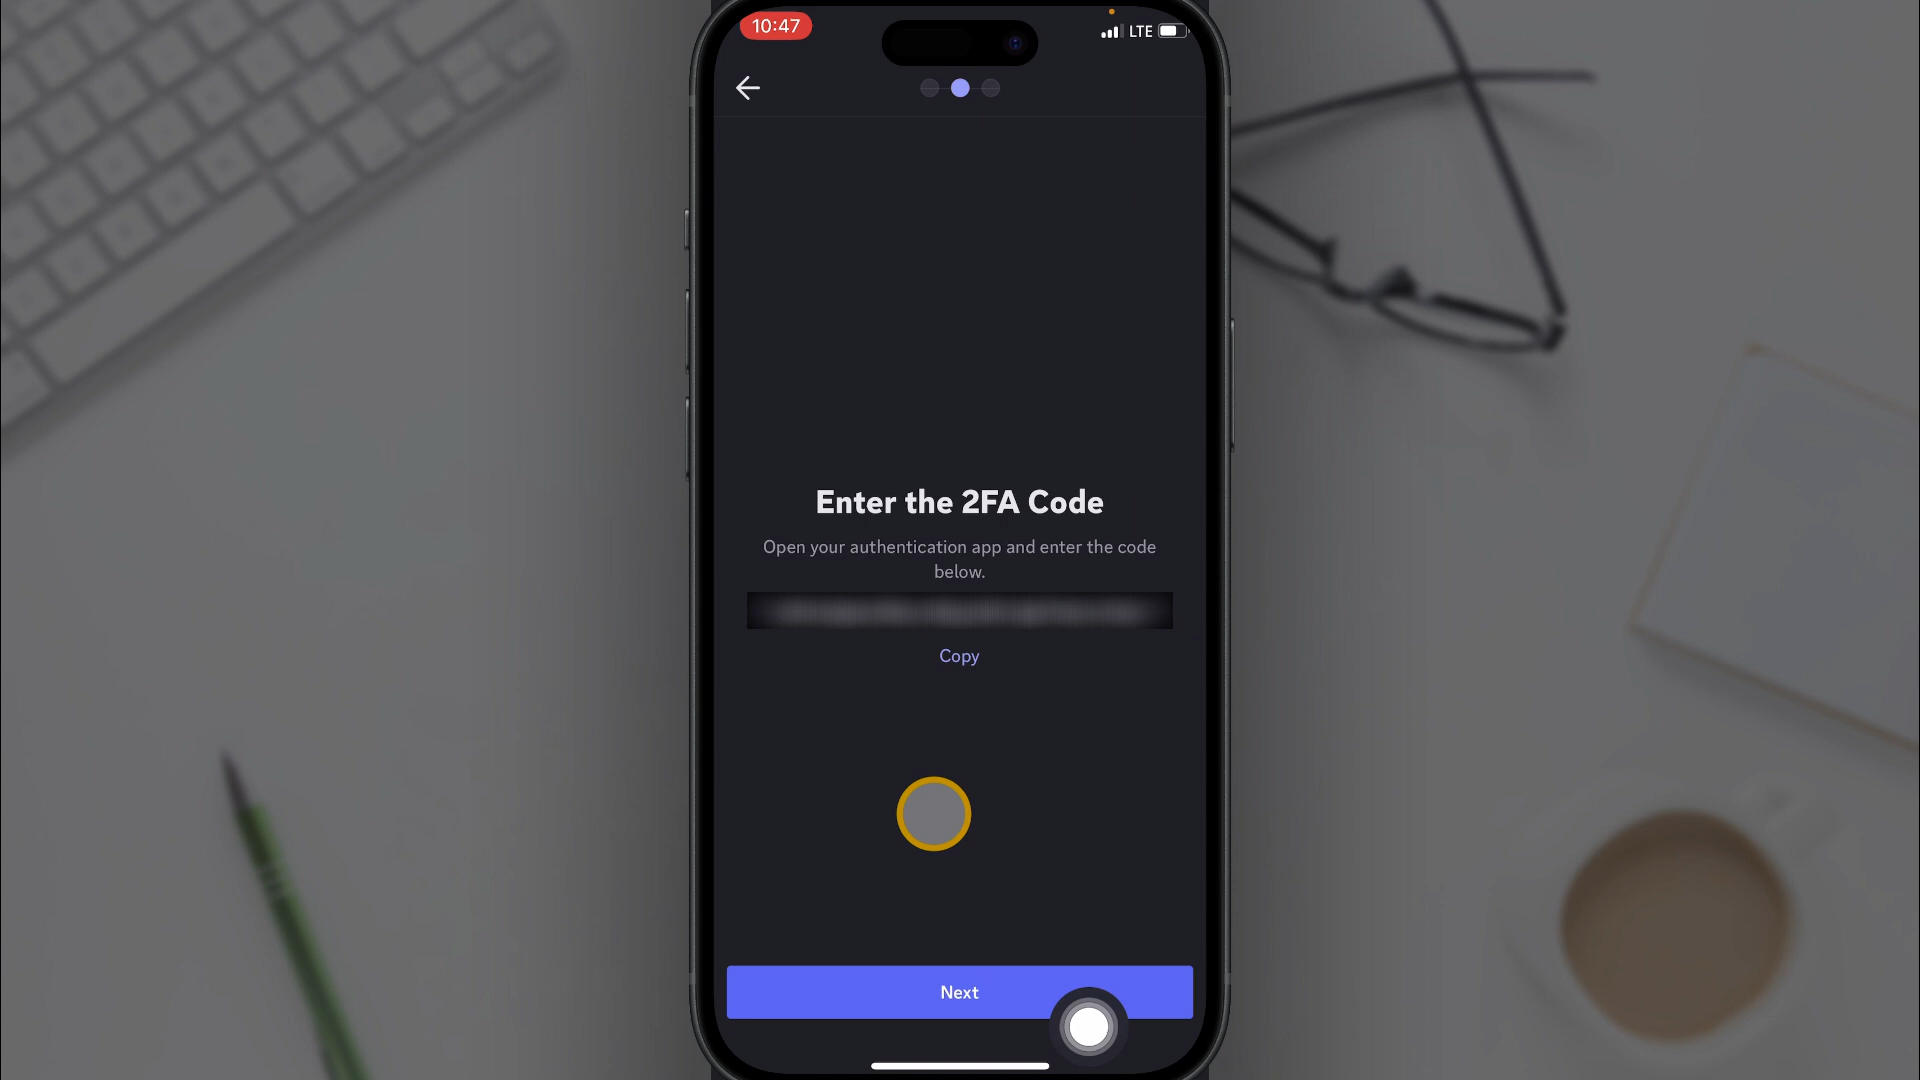 10:47
LTE
Enter the 2FA Code
Open your authentication app and enter the code
below.
Copy
Next